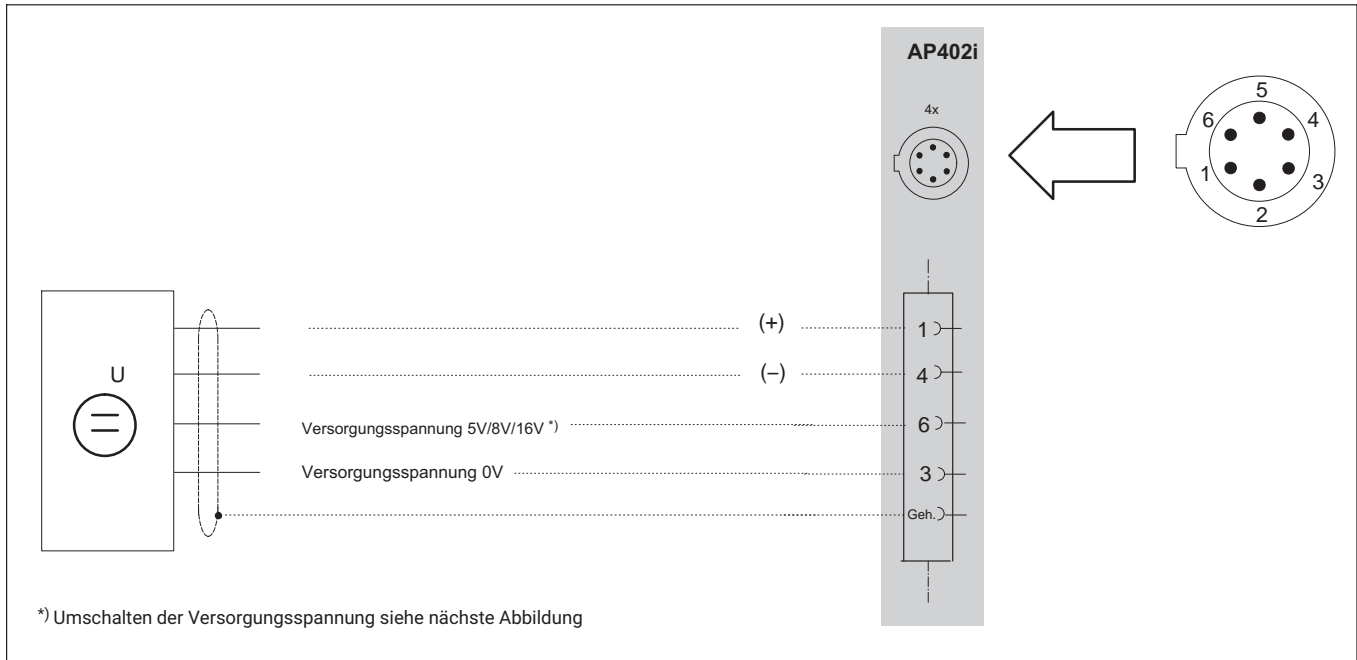 AP402i
4x
5
6
4
1
3
2
(+)
1
U
(–)
4
Versorgungsspannung 5V/8V/16V *)
6
Versorgungsspannung 0V
3
Geh.
*) Umschalten der Versorgungsspannung siehe nächste Abbildung